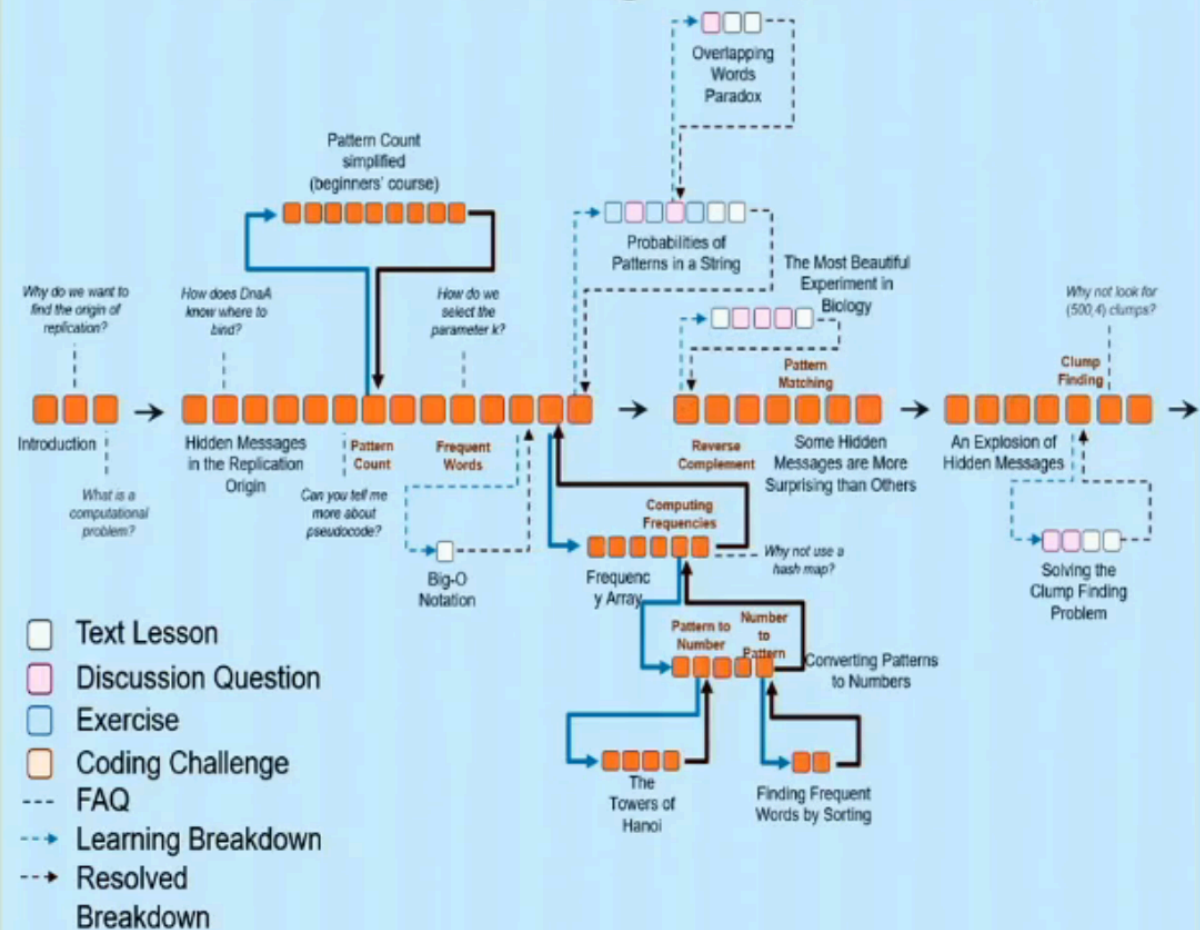 Overlapping
Words
Paradox
Pattern Count
simplified
(beginners' course)
Probabilities of
Patterns in a String
The Most Beautiful
Experiment in
Biology
Why do we want to
find the origin of
replication?
How does DnaA
know where to
bind?
How do we
select the
parameter k?
Why not look for
(500,4) clumps?
Pattern
Matching
Clump
Finding
Introduction
Hidden Messages
in the Replication
Origin
Pattern
Count
Frequent
Words
Reverse
Complement
Some Hidden
Messages are More
Surprising than Others
An Explosion of
Hidden Messages
What is a
computational
problem?
Can you tell me
more about
pseudocode?
Computing
Frequencies
Why not use a
hash map?
Big-O
Notation
Frequenc
y Array
Solving the
Clump Finding
Problem
Pattern to
Number
Number
to
Pattern
Converting Patterns
to Numbers
The
Towers of
Hanoi
Finding Frequent
Words by Sorting
Text Lesson
Discussion Question
Exercise
Coding Challenge
FAQ
Learning Breakdown
Resolved
Breakdown